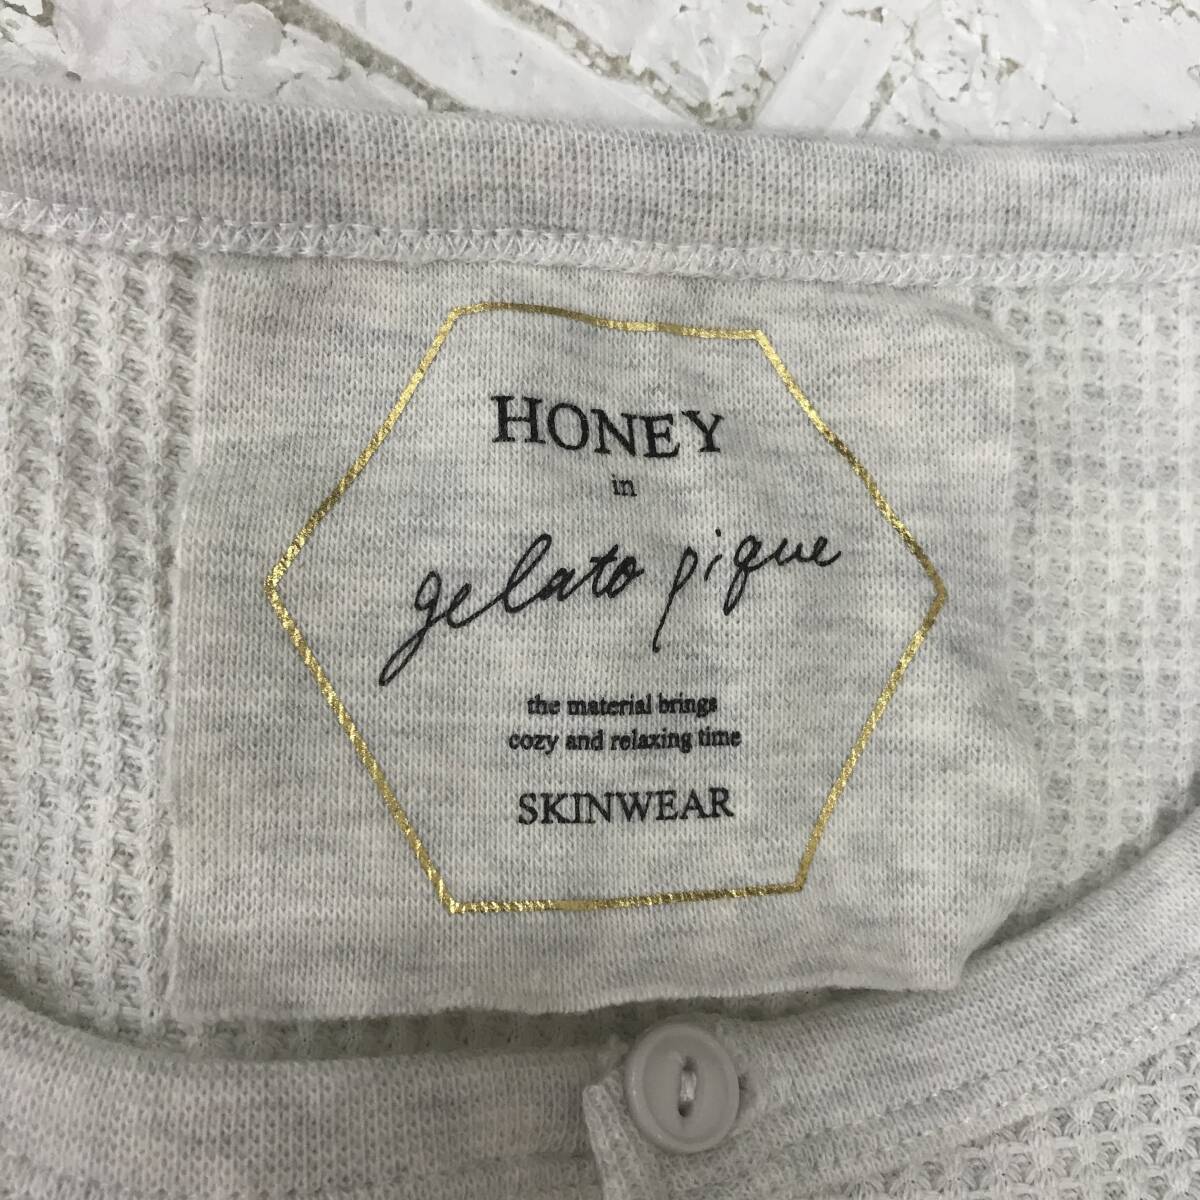 HONEY
in
gelato pique
the material brings
cozy and relaxing time
SKINWEAR